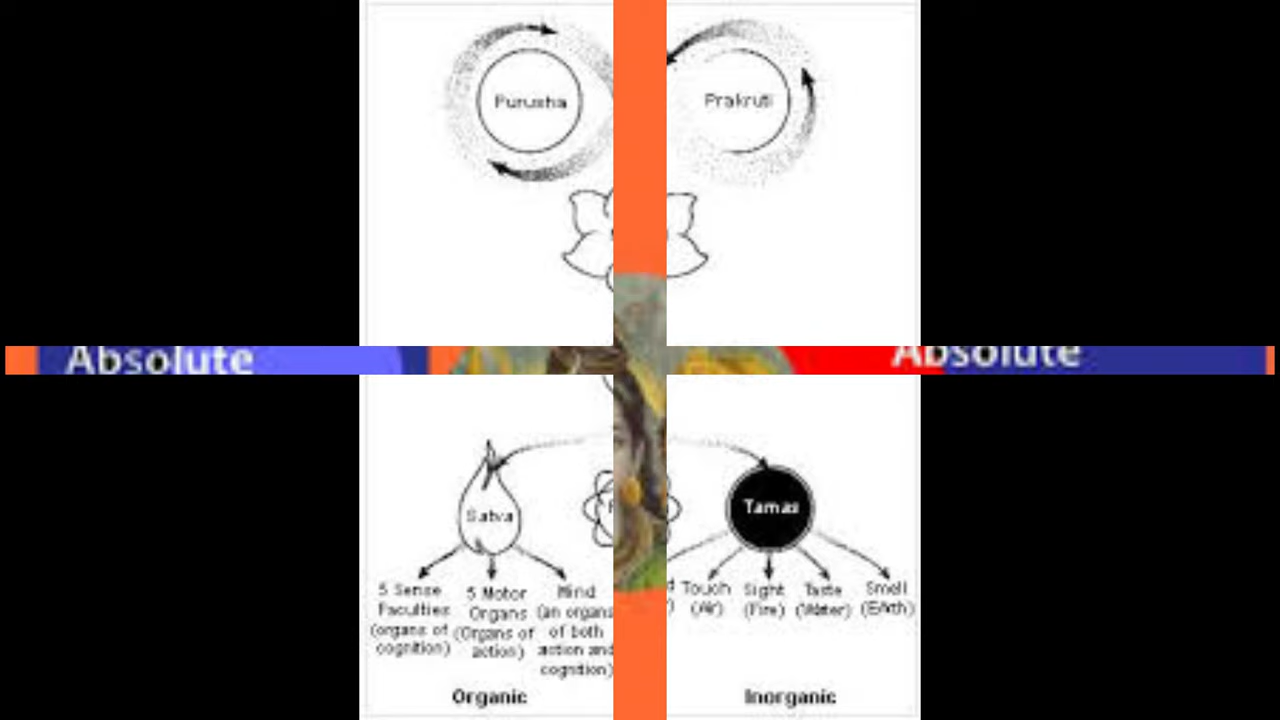 Purusha
Prakruti
Absolute
Absolute
Satva
Tamas
5 Sense
Faculties
(organs of
cognition)
5 Motor
Organs
(Organs of
action)
Mind
(an organs
of both
action and
cognition)
Touch
(Air)
Sight
(Fire)
Taste
(Water)
Smell
(EArth)
Organic
Inorganic